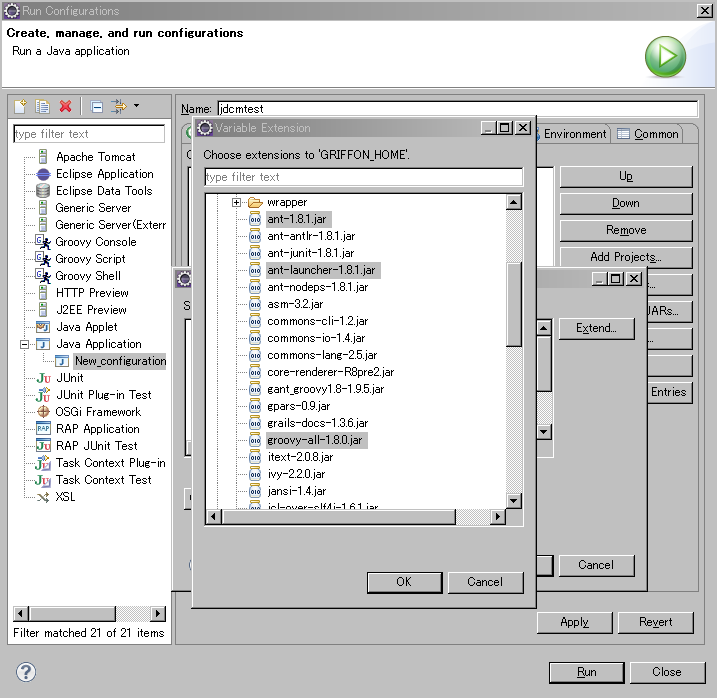 Run Configurations
Create, manage, and run configurations
Run a Java application
type filter text
Apache Tomcat
Eclipse Application
Eclipse Data Tools
Generic Server
Generic Server(Extern
Groovy Console
Groovy Script
Groovy Shell
HTTP Preview
J2EE Preview
Java Applet
Java Application
New_configuration
JUnit
JUnit Plug-in Test
OSGi Framework
RAP Application
RAP JUnit Test
Task Context Plug-in
Task Context Test
XSL
Filter matched 21 of 21 items
Name: jdcmtest
Environment
Common
Up
Down
Remove
Add Projects...
JARs...
Entries
Variable Extension
Choose extensions to 'GRIFFON_HOME'.
type filter text
wrapper
ant-1.8.1.jar
ant-antlr-1.8.1.jar
ant-junit-1.8.1.jar
ant-launcher-1.8.1.jar
ant-nodeps-1.8.1.jar
asm-3.2.jar
commons-cli-1.2.jar
commons-io-1.4.jar
commons-lang-2.5.jar
core-renderer-R8pre2.jar
gant_groovy1.8-1.9.5.jar
gpars-0.9.jar
grails-docs-1.3.6.jar
groovy-all-1.8.0.jar
itext-2.0.8.jar
ivy-2.2.0.jar
jansi-1.4.jar
jcl-over-slf4j-1.6.1.jar
OK
Cancel
Extend...
Cancel
Apply
Revert
Run
Close